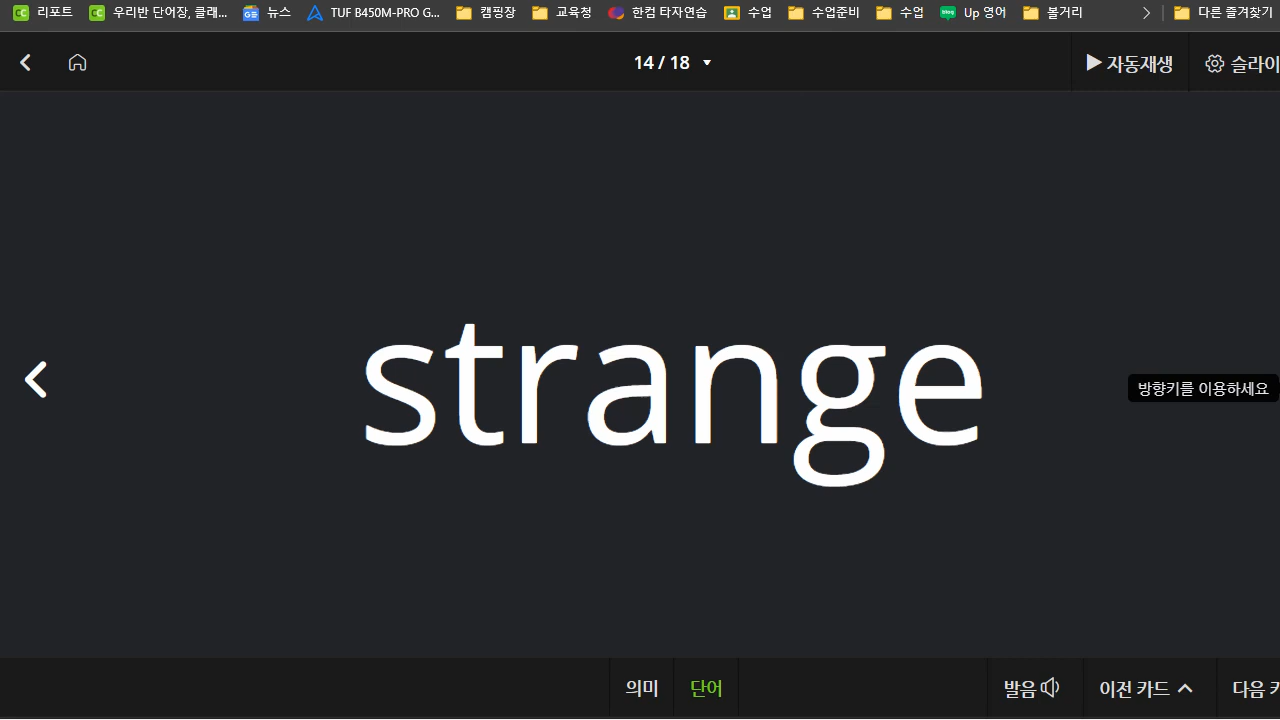 리포트 우리반 단어장, 클래... 뉴스 TUF B450M-PRO G... 캠핑장 교육청 한컴 타자연습 수업 수업준비 수업 Up 영어 볼거리 다른 즐겨찾기
14 / 18 자동재생 슬라이
strange
방향키를 이용하세요
의미 단어 발음 이전 카드 다음